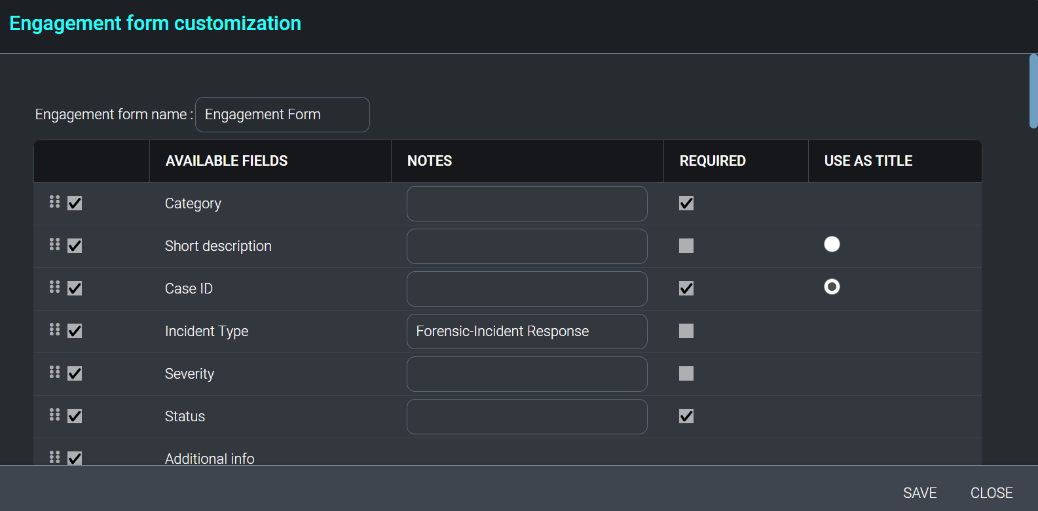 Engagement form customization
Engagement form name : Engagement Form
AVAILABLE FIELDS NOTES REQUIRED USE AS TITLE
Category
Short description
Case ID
Incident Type Forensic-Incident Response
Severity
Status
Additional info
SAVE CLOSE